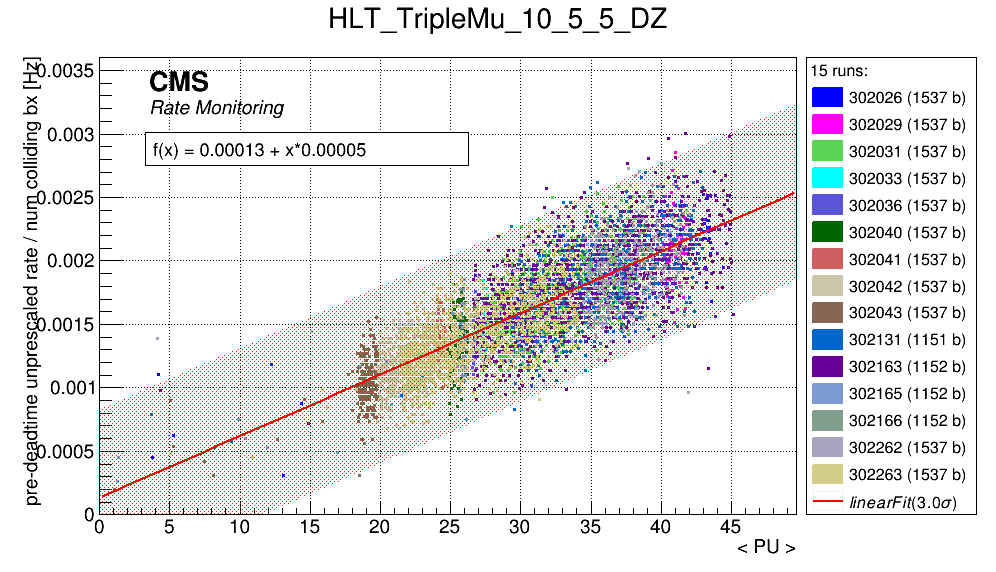 HLT_TripleMu_10_5_5_DZ
CMS
Rate Monitoring
f(x) = 0.00013 + x*0.00005
pre-deadtime unprescaled rate / num colliding bx [Hz]
0.0035
0.003
0.0025
0.002
0.0015
0.001
0.0005
0
0 5 10 15 20 25 30 35 40 45
< PU >
15 runs:
302026 (1537 b)
302029 (1537 b)
302031 (1537 b)
302033 (1537 b)
302036 (1537 b)
302040 (1537 b)
302041 (1537 b)
302042 (1537 b)
302043 (1537 b)
302131 (1151 b)
302163 (1152 b)
302165 (1152 b)
302166 (1152 b)
302262 (1537 b)
302263 (1537 b)
linearFit(3.0σ)